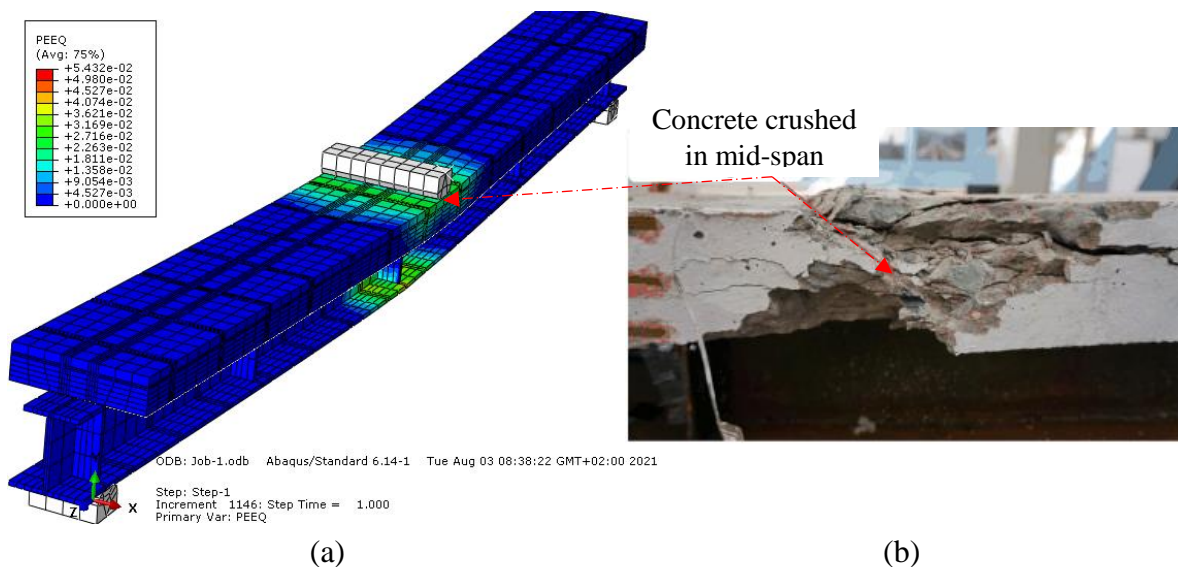 PEEQ
(Avg: 75%)
+5.432e-02
+4.980e-02
+4.527e-02
+4.074e-02
+3.621e-02
+3.169e-02
+2.716e-02
+2.263e-02
+1.811e-02
+1.358e-02
+9.054e-03
+4.527e-03
+0.000e+00
Concrete crushed
in mid-span
ODB: Job-1.odb Abaqus/Standard 6.14-1 Tue Aug 03 08:38:22 GMT+02:00 2021
Step: Step-1
Increment 1146: Step Time = 1.000
Primary Var: PEEQ
Z
X
(a)
(b)